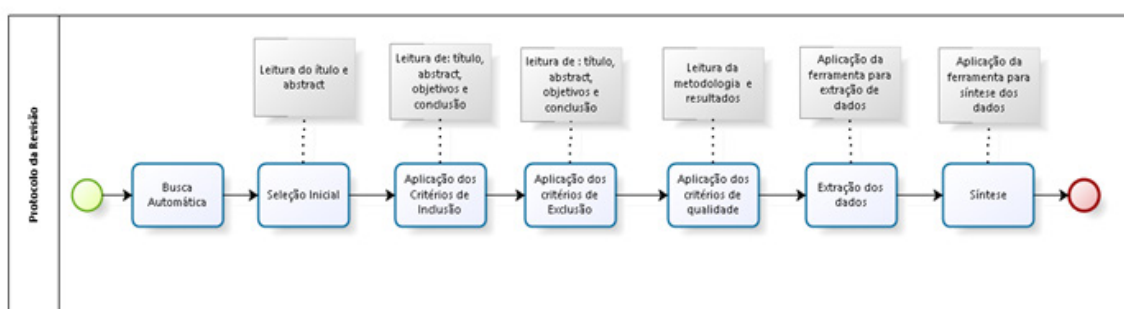 Protocolo da Revisão
Leitura do ítulo e
abstract
Leitura de: título,
abstract,
objetivos e
conclusão
leitura de : título,
abstract,
objetivos e
conclusão
Leitura da
metodologia e
resultados
Aplicação da
ferramenta para
extração de
dados
Aplicação da
ferramenta para
síntese dos
dados
Busca
Automática
Seleção Inicial
Aplicação dos
Critérios de
Inclusão
Aplicação dos
critérios de
Exclusão
Aplicação dos
critérios de
qualidade
Extração dos
dados
Síntese